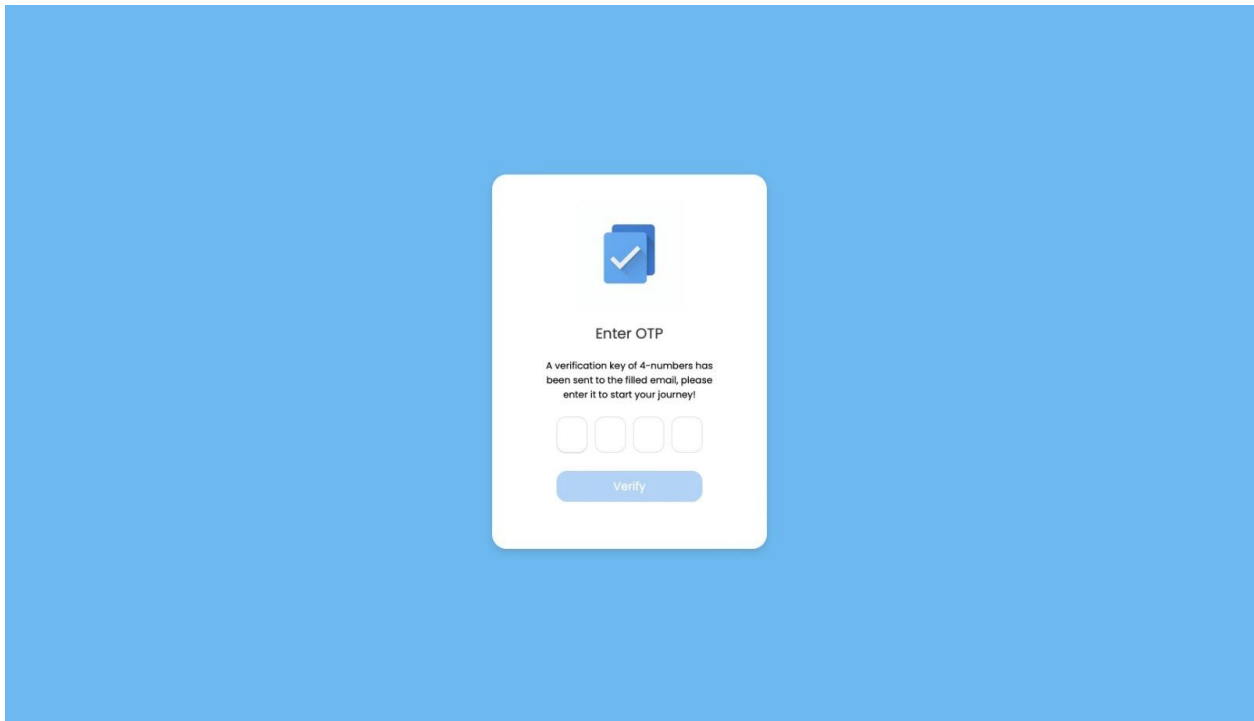 Enter OTP
A verification key of 4-numbers has
been sent to the filled email, please
enter it to start your journey!
Verify